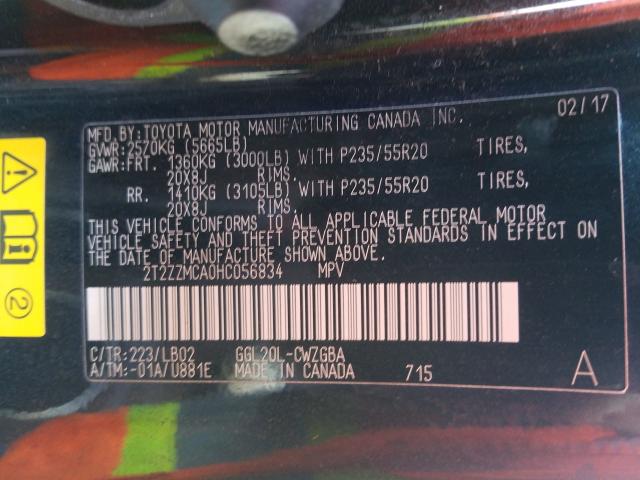 02/17
MFD.BY:TOYOTA MOTOR MANUFACTURING CANADA INC.
GVWR:2570KG (5665LB)
GAWR:FRT. 1360KG (3000LB) WITH P235/55R20 TIRES,
20X8J RIMS.
RR. 1410KG (3105LB) WITH P235/55R20 TIRES,
20X8J RIMS.
THIS VEHICLE CONFORMS TO ALL APPLICABLE FEDERAL MOTOR
VEHICLE SAFETY AND THEFT PREVENTION STANDARDS IN EFFECT ON
THE DATE OF MANUFACTURE SHOWN ABOVE.
2T2ZZMCA0HC056834 MPV
C/TR:223/LB02 GGL20L-CWZGBA
A/TM:-01A/U881E MADE IN CANADA 715 A
2